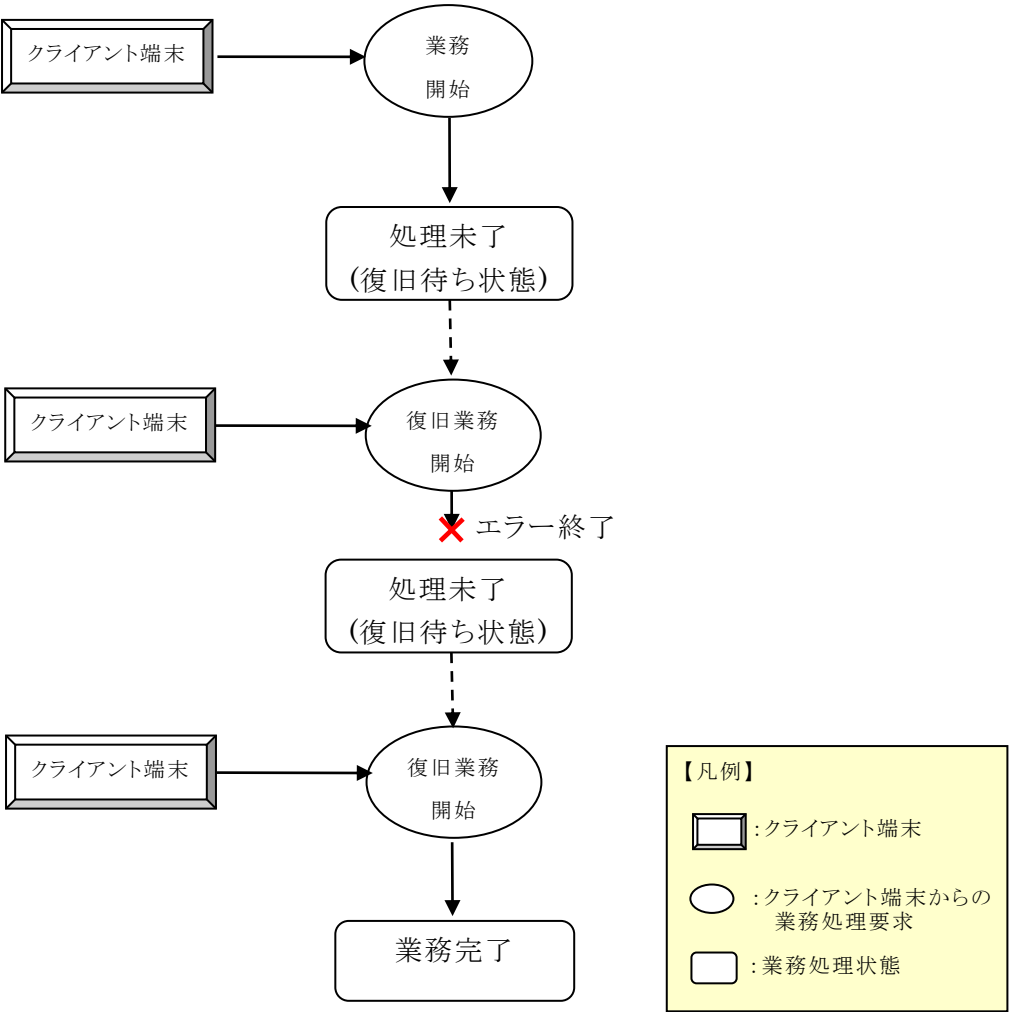 クライアント端末
業務
開始
処理未了
(復旧待ち状態)
クライアント端末
復旧業務
開始
エラー終了
処理未了
(復旧待ち状態)
クライアント端末
復旧業務
開始
業務完了
【凡例】
:クライアント端末
:クライアント端末からの
業務処理要求
:業務処理状態